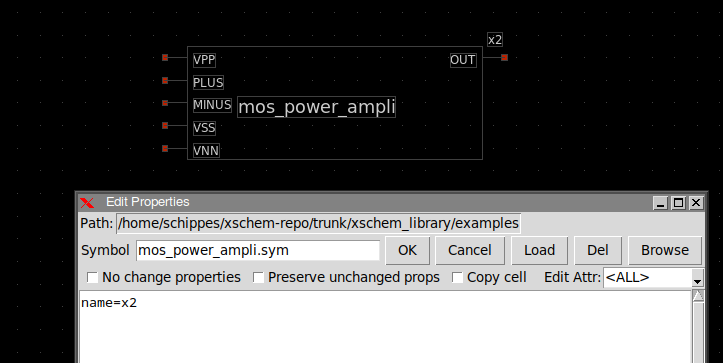 x2
VPP
OUT
PLUS
MINUS mos_power_ampli
VSS
VNN
Edit Properties
Path: /home/schippes/xschem-repo/trunk/xschem_library/examples
Symbol mos_power_ampli.sym OK Cancel Load Del Browse
No change properties Preserve unchanged props Copy cell Edit Attr: <ALL>
name=x2